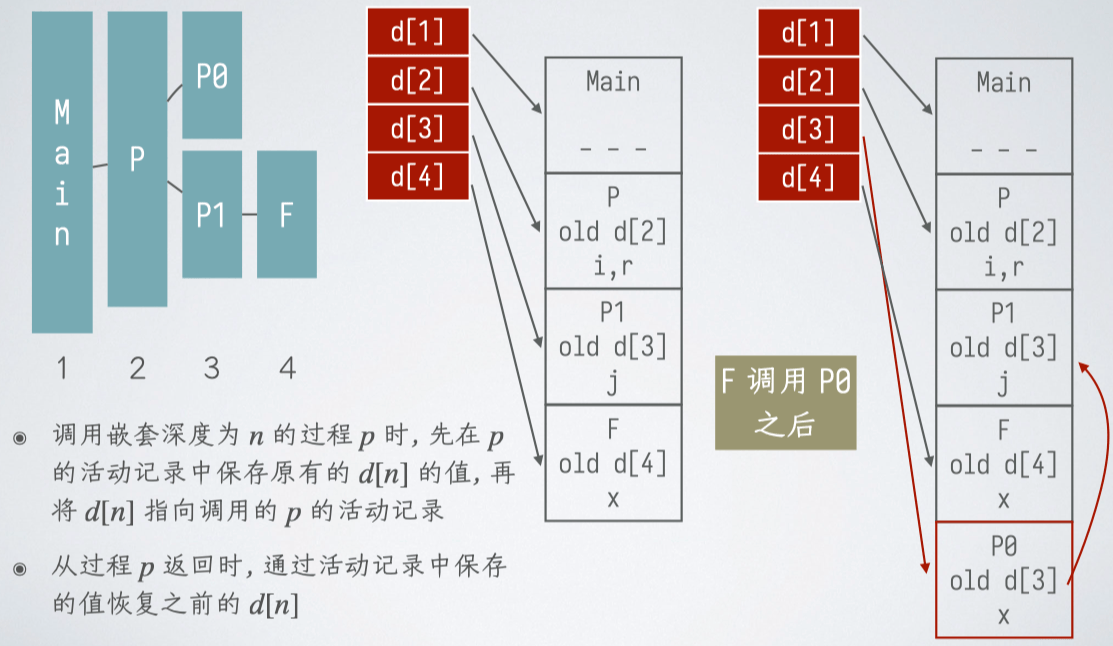 Main
P
P0
P1
F
1 2 3 4
调用嵌套深度为 n 的过程 p 时, 先在 p
的活动记录中保存原有的 d[n] 的值, 再
将 d[n] 指向调用的 p 的活动记录
从过程 p 返回时, 通过活动记录中保存
的值恢复之前的 d[n]
d[1]
d[2]
d[3]
d[4]
Main
- - -
P
old d[2]
i,r
P1
old d[3]
j
F
old d[4]
x
F 调用 P0
之后
d[1]
d[2]
d[3]
d[4]
Main
- - -
P
old d[2]
i,r
P1
old d[3]
j
F
old d[4]
x
P0
old d[3]
x